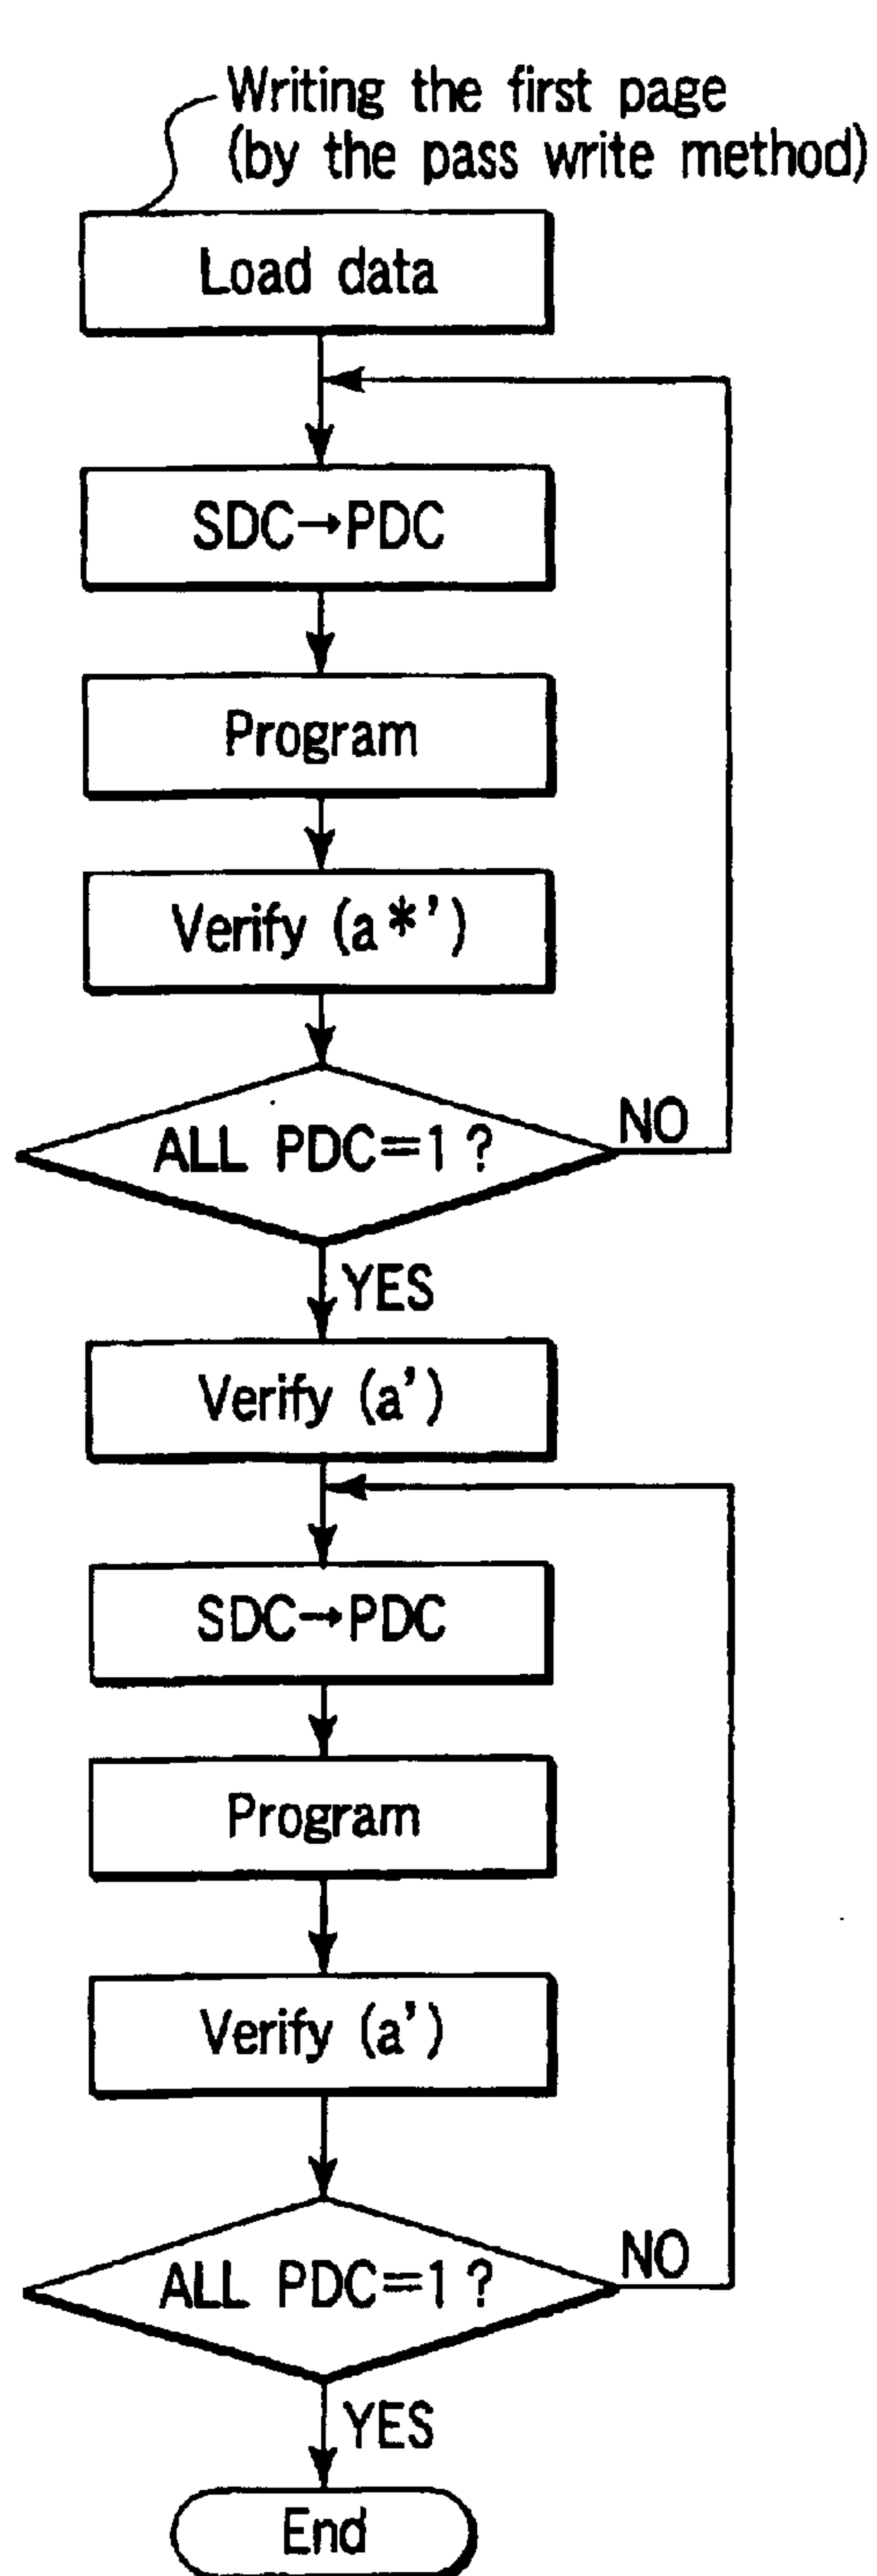 Writing the first page
(by the pass write method)
Load data
SDC→PDC
Program
Verify (a*')
ALL PDC=1 ?
NO
YES
Verify (a')
SDC→PDC
Program
Verify (a')
ALL PDC=1 ?
NO
YES
End